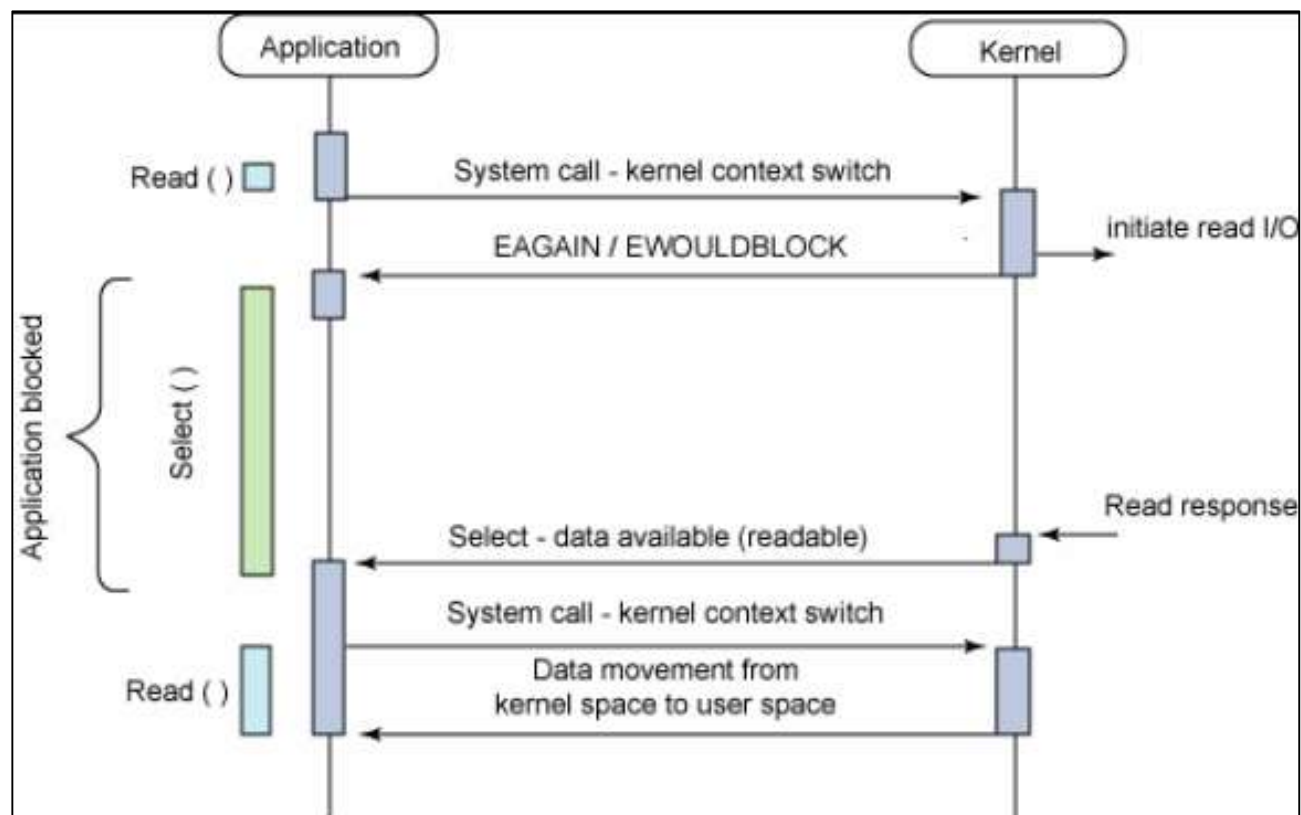 Application
Kernel
Read ( )
System call - kernel context switch
initiate read I/O
EAGAIN / EWOULDBLOCK
Application blocked
Select ( )
Read response
Select - data available (readable)
System call - kernel context switch
Read ( )
Data movement from
kernel space to user space